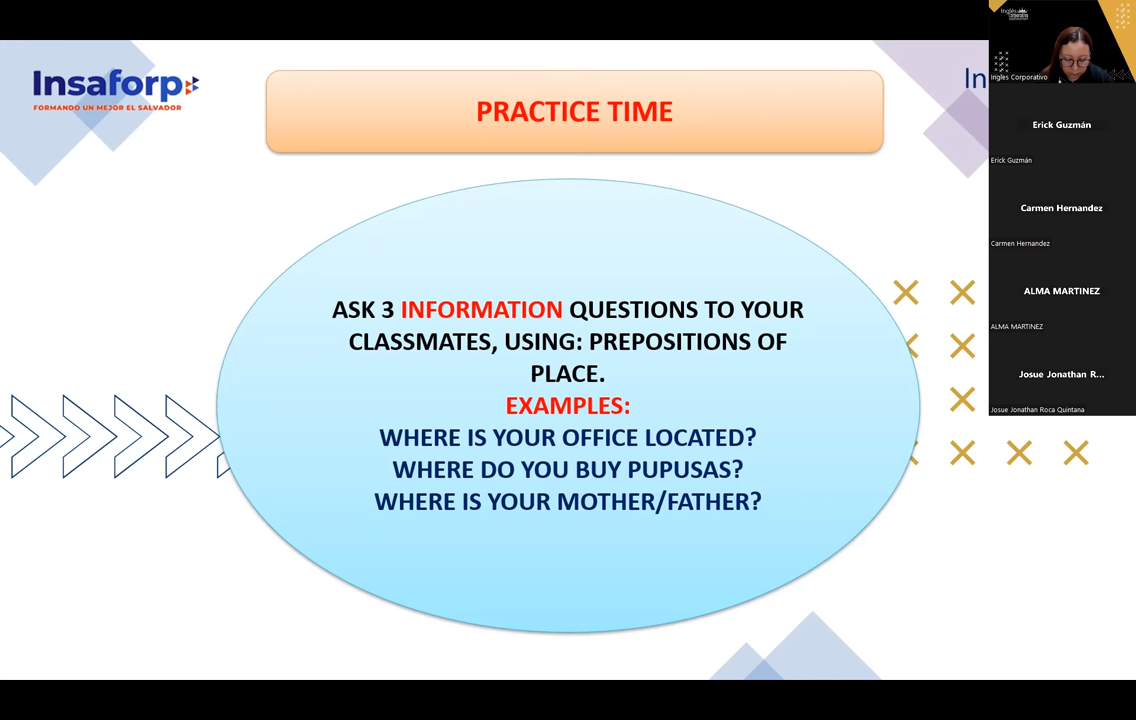 Insaforp
FORMANDO UN MEJOR EL SALVADOR
PRACTICE TIME
In
ASK 3 INFORMATION QUESTIONS TO YOUR
CLASSMATES, USING: PREPOSITIONS OF
PLACE.
EXAMPLES:
WHERE IS YOUR OFFICE LOCATED?
WHERE DO YOU BUY PUPUSAS?
WHERE IS YOUR MOTHER/FATHER?
Inglés
Corporativo
Ingles Corporativo
Erick Guzmán
Erick Guzmán
Carmen Hernandez
Carmen Hernandez
ALMA MARTINEZ
ALMA MARTINEZ
Josue Jonathan R...
Josue Jonathan Roca Quintana